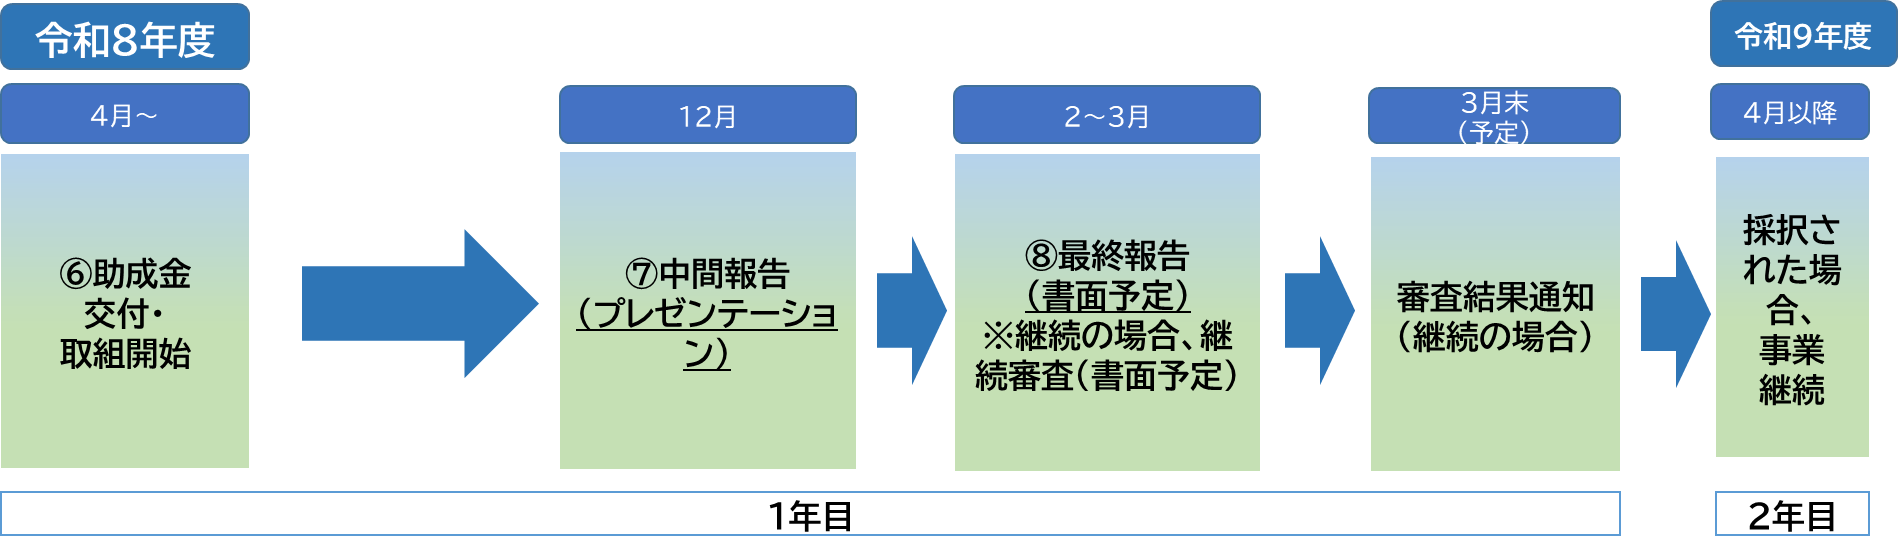 令和8年度
令和9年度
4月～
12月
2～3月
3月末
（予定）
4月以降
⑥助成金
交付・
取組開始
⑦中間報告
（プレゼンテーショ
ン）
⑧最終報告
（書面予定）
※継続の場合、継
続審査（書面予定）
審査結果通知
（継続の場合）
採択さ
れた場
合、
事業
継続
1年目
2年目